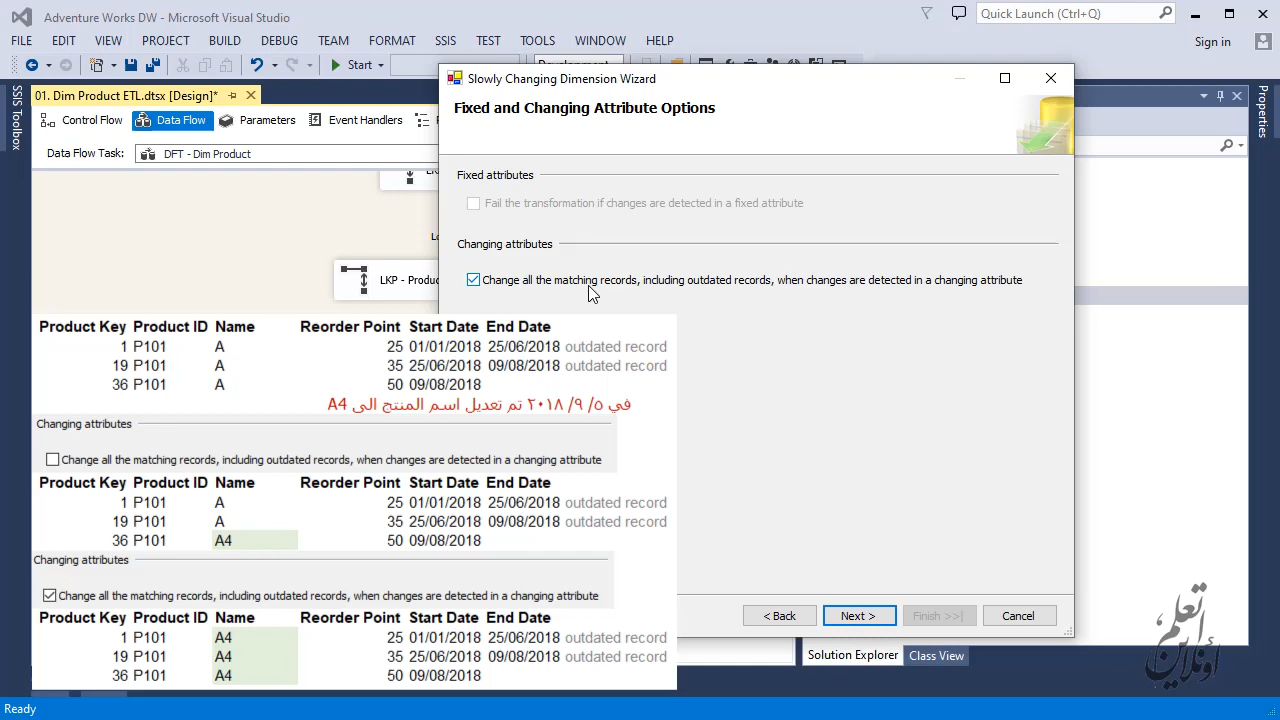 Adventure Works DW - Microsoft Visual Studio
Quick Launch (Ctrl+Q)
FILE EDIT VIEW PROJECT BUILD DEBUG TEAM FORMAT SSIS TEST TOOLS WINDOW HELP
Sign in
Start
Slowly Changing Dimension Wizard
SSIS Toolbox
01. Dim Product ETL.dtsx [Design]*
Properties
Fixed and Changing Attribute Options
Control Flow Data Flow Parameters Event Handlers
Data Flow Task: DFT - Dim Product
Fixed attributes
Fail the transformation if changes are detected in a fixed attribute
Changing attributes
Change all the matching records, including outdated records, when changes are detected in a changing attribute
LKP - Produc
Product Key Product ID Name Reorder Point Start Date End Date
1 P101 A 25 01/01/2018 25/06/2018 outdated record
19 P101 A 35 25/06/2018 09/08/2018 outdated record
36 P101 A 50 09/08/2018
في ٥/ ٩/ ٢٠١٨ تم تعديل اسم المنتج الى A4
Changing attributes
Change all the matching records, including outdated records, when changes are detected in a changing attribute
Product Key Product ID Name Reorder Point Start Date End Date
1 P101 A 25 01/01/2018 25/06/2018 outdated record
19 P101 A 35 25/06/2018 09/08/2018 outdated record
36 P101 A4 50 09/08/2018
Changing attributes
Change all the matching records, including outdated records, when changes are detected in a changing attribute
Product Key Product ID Name Reorder Point Start Date End Date
1 P101 A4 25 01/01/2018 25/06/2018 outdated record
19 P101 A4 35 25/06/2018 09/08/2018 outdated record
36 P101 A4 50 09/08/2018
< Back Next > Finish >>| Cancel
Solution Explorer Class View
إتعلم
أونلاين
Ready